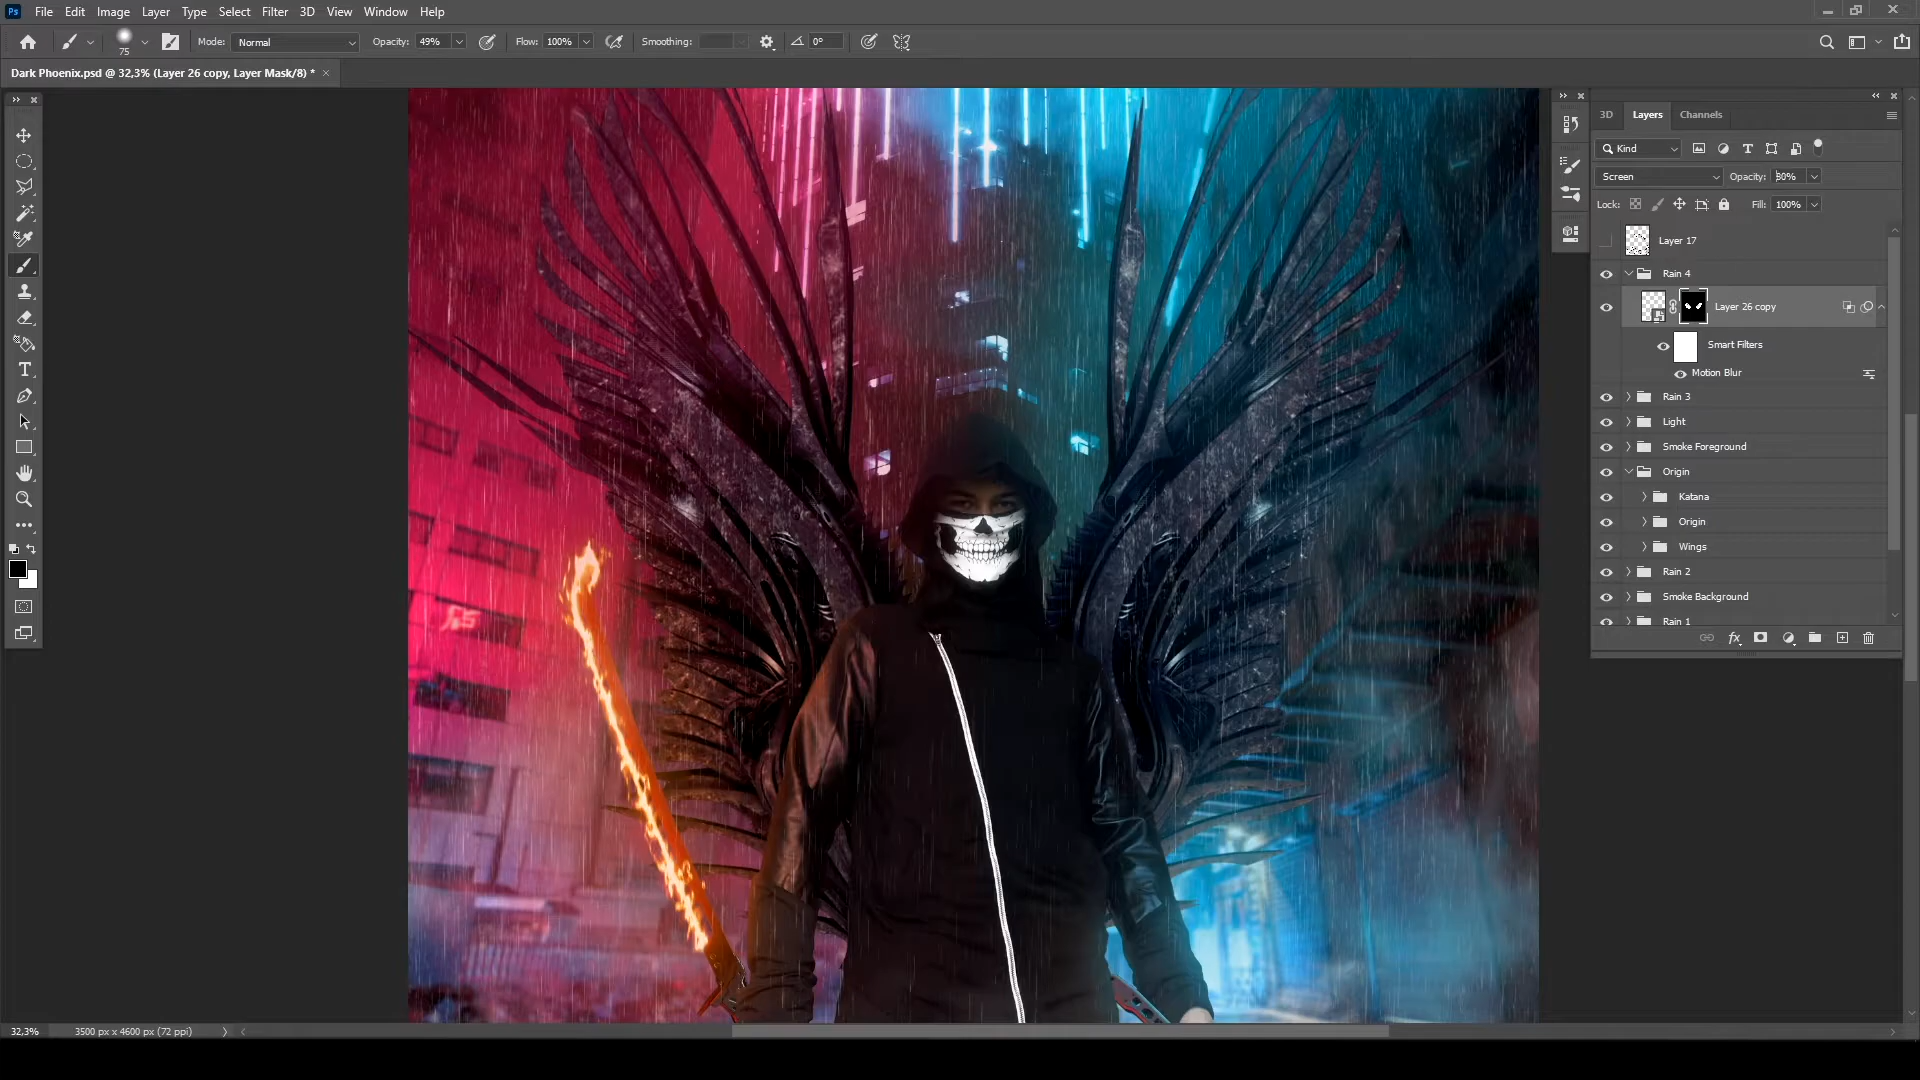 Ps File Edit Image Layer Type Select Filter 3D View Window Help
75 Mode: Normal Opacity: 49% Flow: 100% Smoothing: 0°
Dark Phoenix.psd @ 32,3% (Layer 26 copy, Layer Mask/8) *
3D Layers Channels
Kind
Screen Opacity: 80%
Lock: Fill: 100%
Layer 17
Rain 4
Layer 26 copy
Smart Filters
Motion Blur
Rain 3
Light
Smoke Foreground
Origin
Katana
Origin
Wings
Rain 2
Smoke Background
Rain 1
fx
32,3% 3500 px x 4600 px (72 ppi)